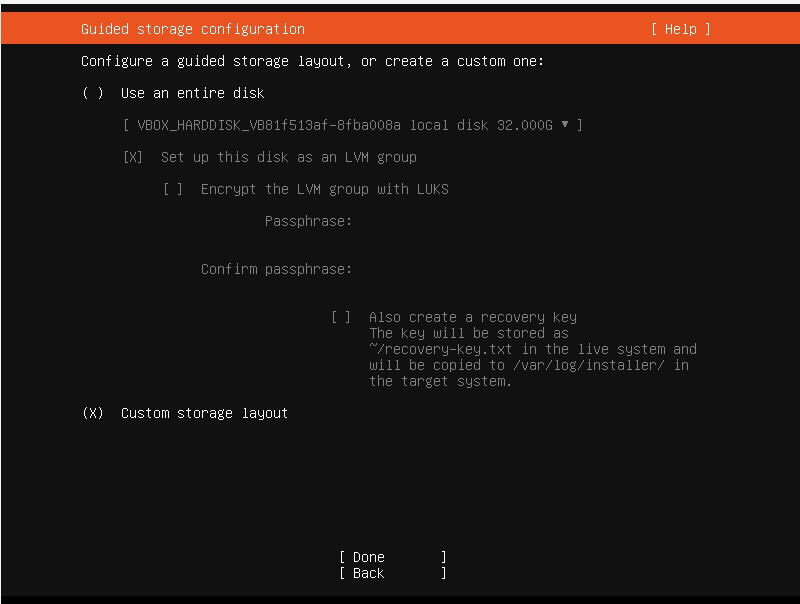 Guided storage configuration [ Help ]
Configure a guided storage layout, or create a custom one:
( ) Use an entire disk
[ VBOX_HARDDISK_VB81f513af-8fba008a local disk 32.000G ▾ ]
[X] Set up this disk as an LVM group
[ ] Encrypt the LVM group with LUKS
Passphrase:
Confirm passphrase:
[ ] Also create a recovery key
The key will be stored as
~/recovery-key.txt in the live system and
will be copied to /var/log/installer/ in
the target system.
(X) Custom storage layout
[ Done ]
[ Back ]